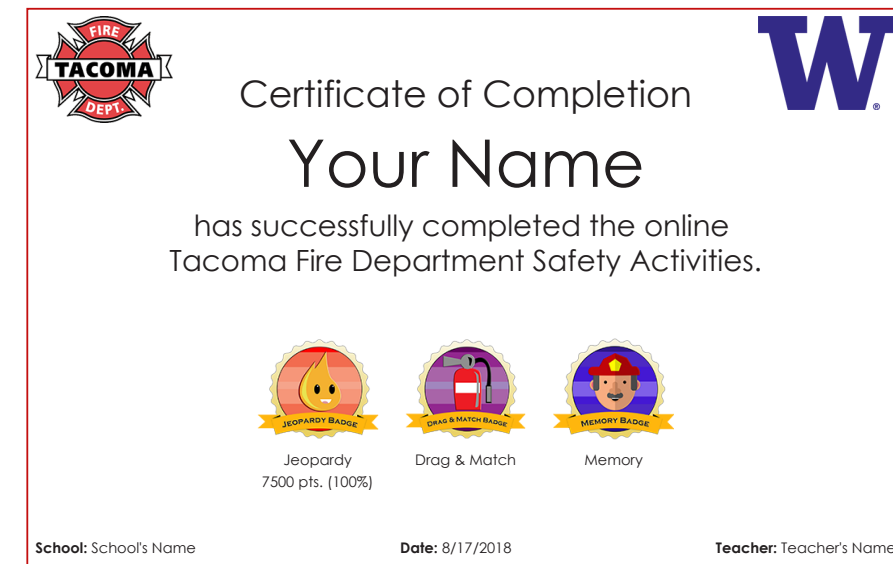 FIRE
TACOMA
DEPT.
W
Certificate of Completion
Your Name
has successfully completed the online
Tacoma Fire Department Safety Activities.
JEOPARDY BADGE
DRAG & MATCH BADGE
MEMORY BADGE
Jeopardy
7500 pts. (100%)
Drag & Match
Memory
School: School's Name
Date: 8/17/2018
Teacher: Teacher's Name